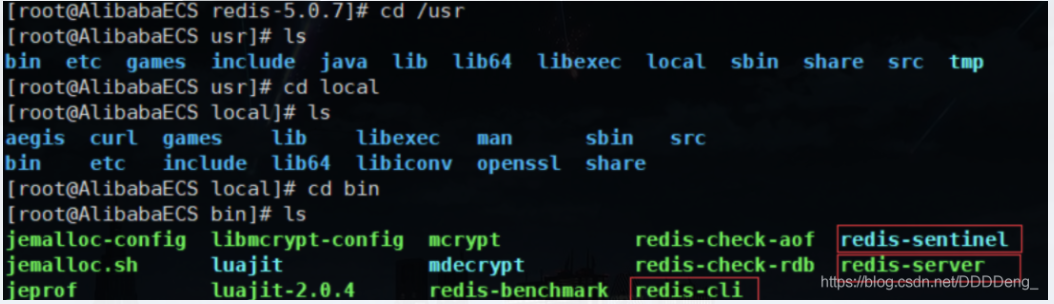 [root@AlibabaECS redis-5.0.7]# cd /usr
[root@AlibabaECS usr]# ls
bin etc games include java lib lib64 libexec local sbin share src tmp
[root@AlibabaECS usr]# cd local
[root@AlibabaECS local]# ls
aegis curl games lib libexec man sbin src
bin etc include lib64 libiconv openssl share
[root@AlibabaECS local]# cd bin
[root@AlibabaECS bin]# ls
jemalloc-config libmcrypt-config mcrypt redis-check-aof redis-sentinel
jemalloc.sh luajit mdecrypt redis-check-rdb redis-server
jeprof luajit-2.0.4 redis-benchmark redis-cli
https://blog.csdn.net/DDDDeng_